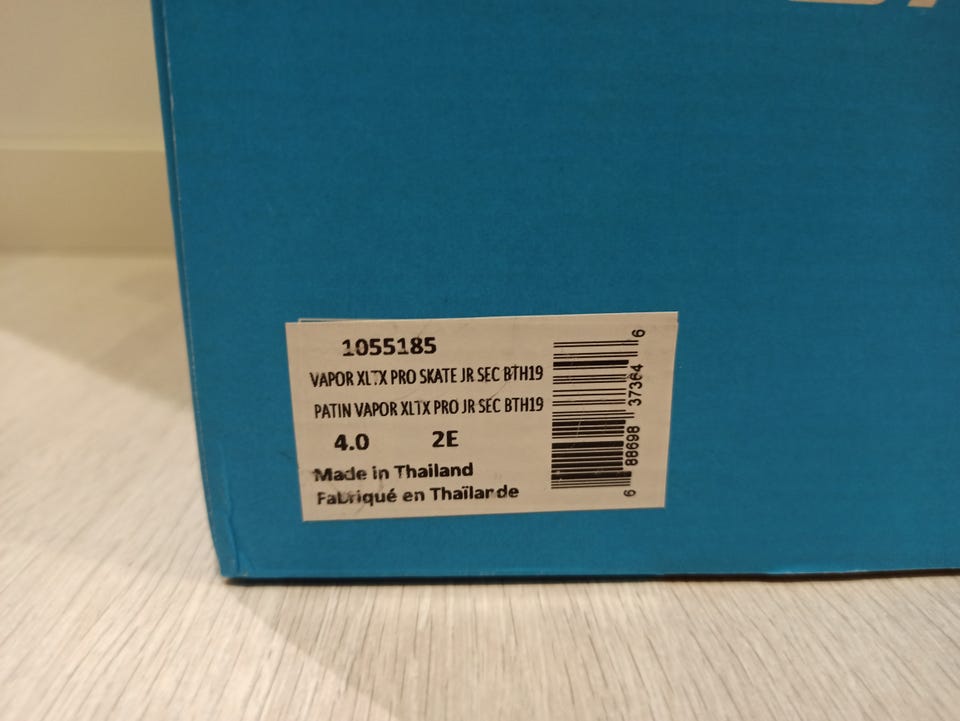 1055185
VAPOR XLTX PRO SKATE JR SEC BTH19
PATIN VAPOR XLTX PRO JR SEC BTH19
4.0 2E
Made in Thailand
Fabriqué en Thaïlande
6 88698 37364 6